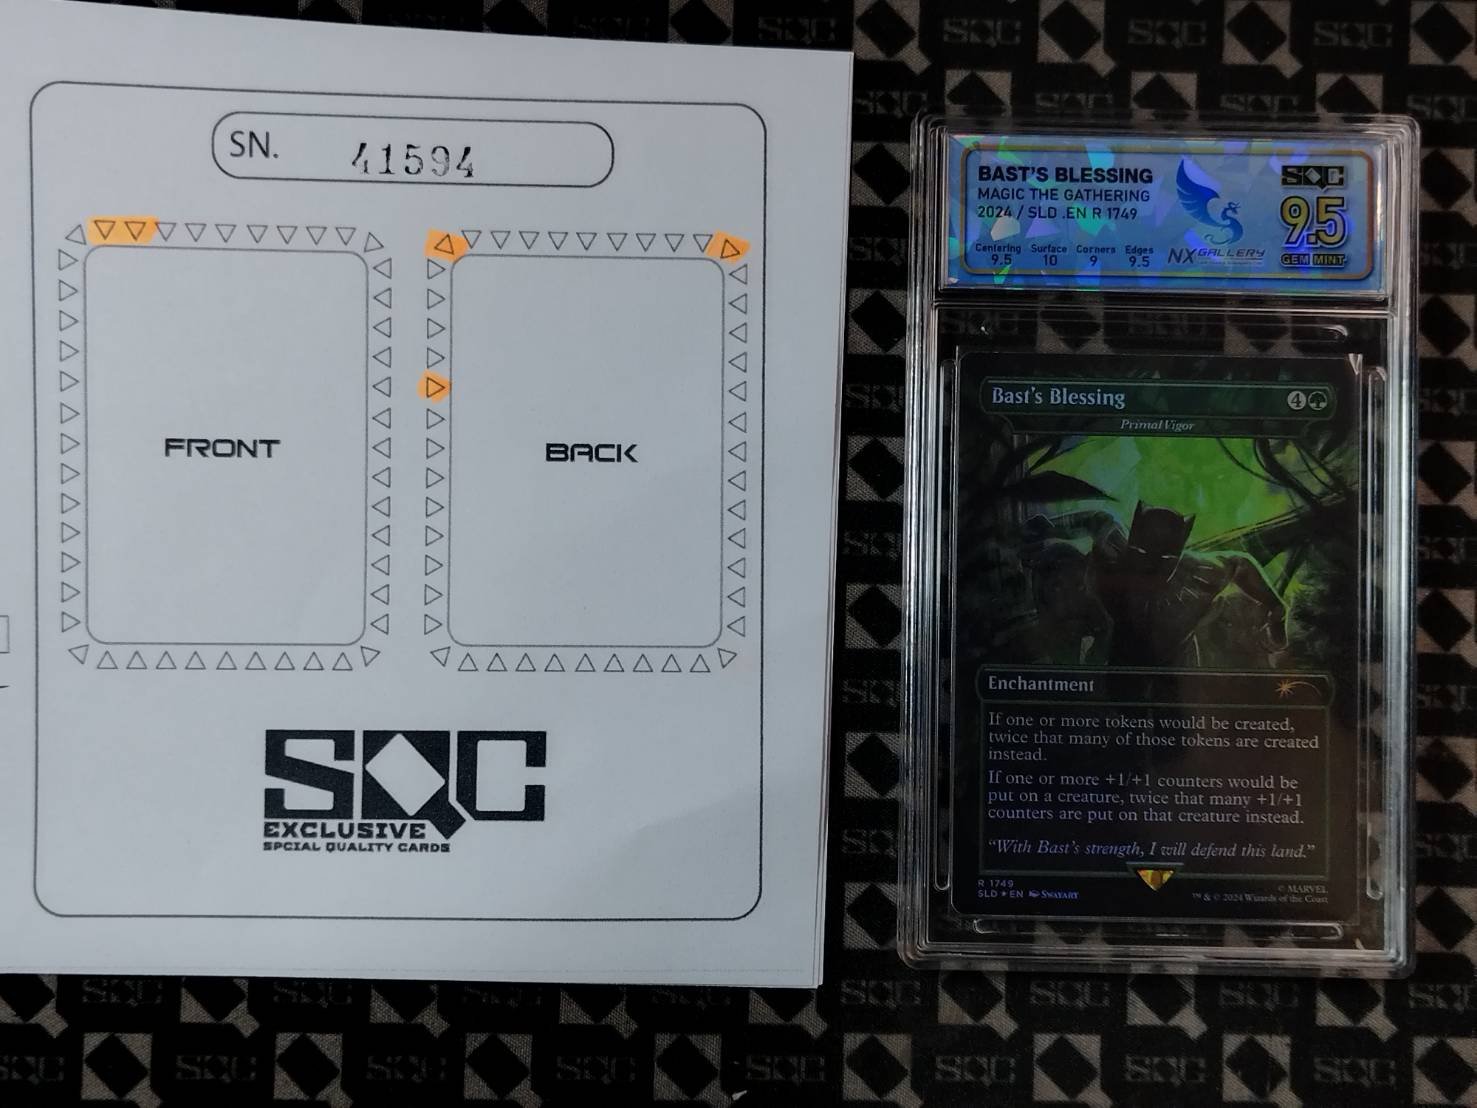 SN. 41594
FRONT
BACK
SQC
EXCLUSIVE
SPCIAL QUALITY CARDS
BAST'S BLESSING
MAGIC THE GATHERING
2024 / SLD .EN R 1749
Centering Surface Corners Edges
9.5 10 9 9.5
NX GALLERY
SQC
9.5
GEM MINT
Bast's Blessing 4
Primal Vigor
Enchantment
If one or more tokens would be created,
twice that many of those tokens are created
instead.
If one or more +1/+1 counters would be
put on a creature, twice that many +1/+1
counters are put on that creature instead.
“With Bast's strength, I will defend this land.”
R 1749
SLD ★ EN SWAYART
© MARVEL
™ & © 2024 Wizards of the Coast